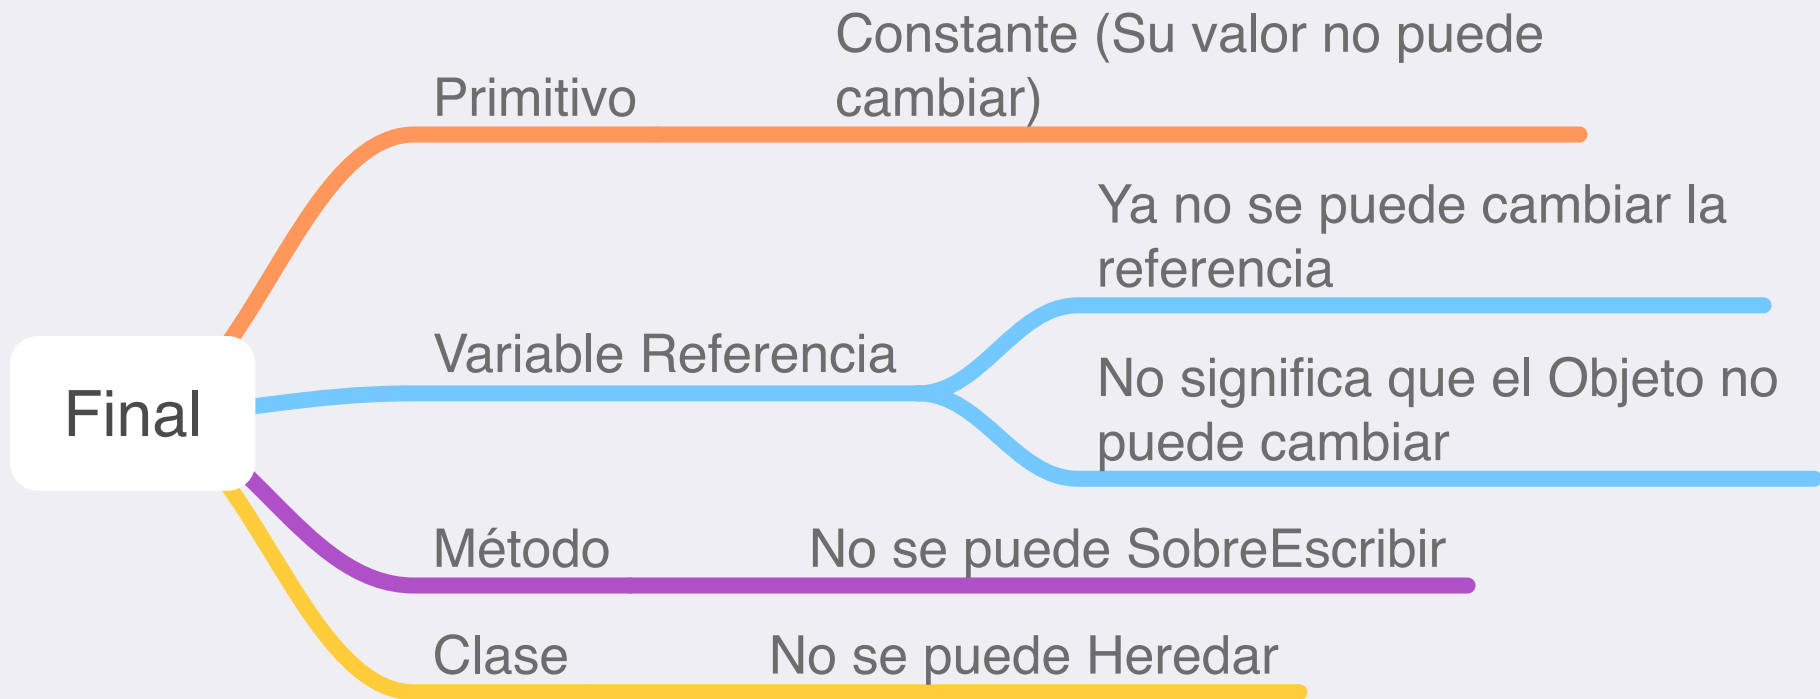 Final
Primitivo
Constante (Su valor no puede
cambiar)
Variable Referencia
Ya no se puede cambiar la
referencia
No significa que el Objeto no
puede cambiar
Método
No se puede SobreEscribir
Clase
No se puede Heredar